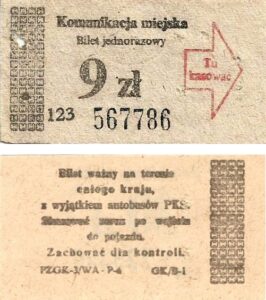 Komunikacja miejska
Bilet jednorazowy
9 zł
Tu
kasować
123 567786
Bilet ważny na terenie
całego kraju,
z wyjątkiem autobusów PKS.
Skasować zaraz po wejściu
do pojazdu.
Zachować dla kontroli.
PZGK-3/WA - P-6 GK/B-1